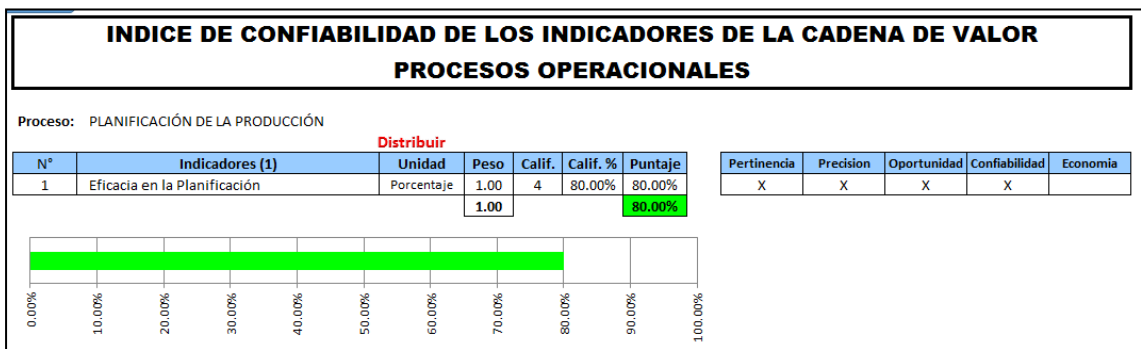 INDICE DE CONFIABILIDAD DE LOS INDICADORES DE LA CADENA DE VALOR
PROCESOS OPERACIONALES
Proceso: PLANIFICACIÓN DE LA PRODUCCIÓN
Distribuir
N° Indicadores (1) Unidad Peso Calif. Calif. % Puntaje Pertinencia Precision Oportunidad Confiabilidad Economia
1 Eficacia en la Planificación Porcentaje 1.00 4 80.00% 80.00% X X X X
1.00 80.00%
0.00% 10.00% 20.00% 30.00% 40.00% 50.00% 60.00% 70.00% 80.00% 90.00% 100.00%